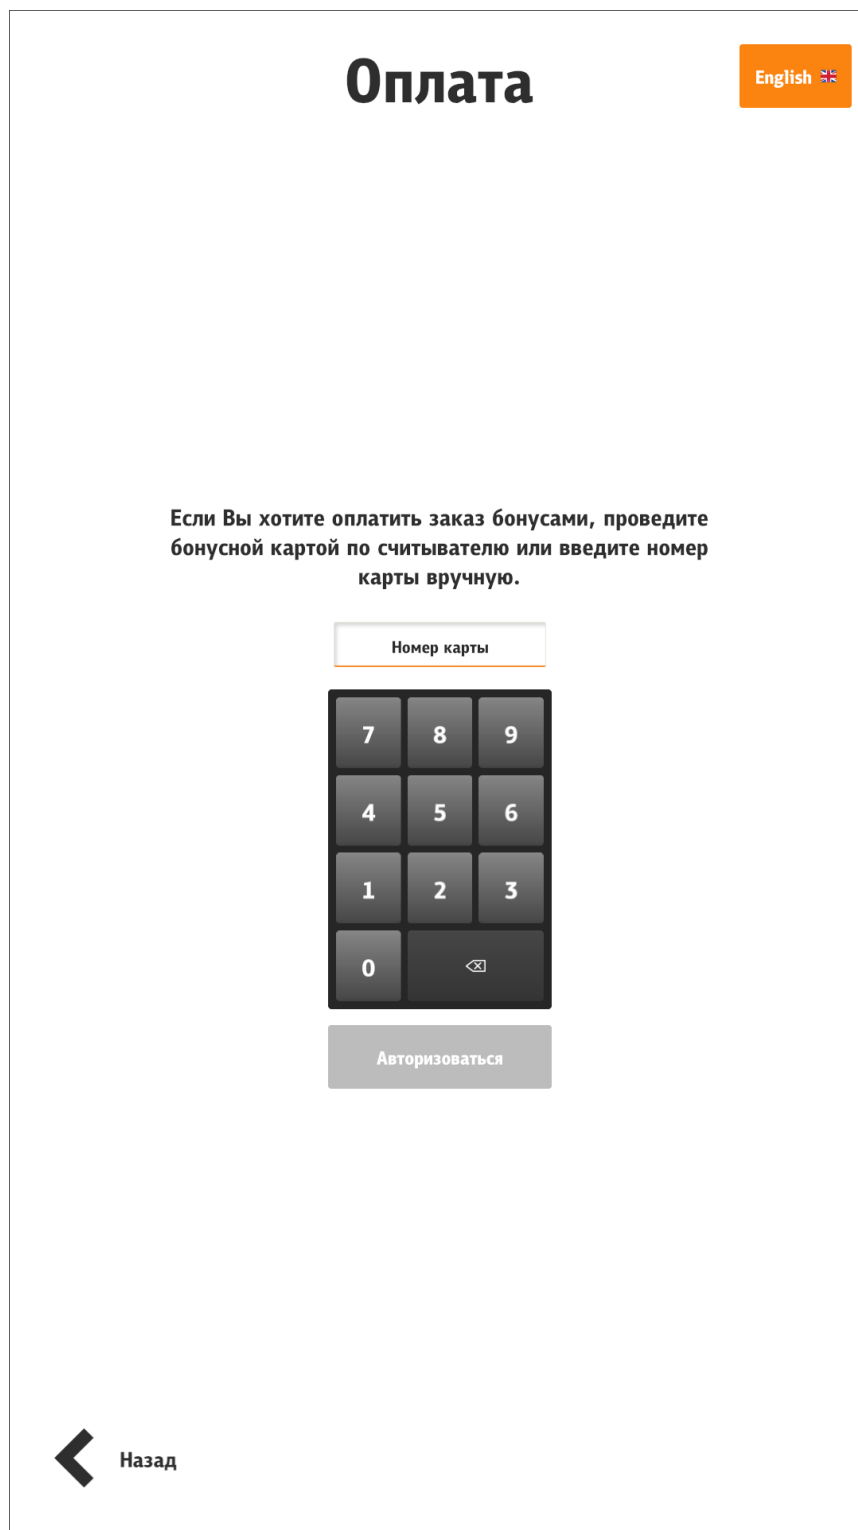 Оплата
English
Если Вы хотите оплатить заказ бонусами, проведите
бонусной картой по считывателю или введите номер
карты вручную.
Номер карты
7 8 9
4 5 6
1 2 3
0
Авторизоваться
Назад